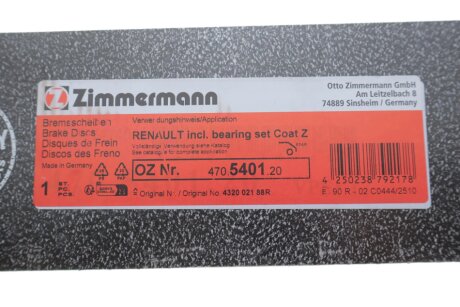 Z Zimmermann
Otto Zimmermann GmbH
Am Leitzelbach 8
74889 Sinsheim / Germany
Bremsscheiben
Brake Discs
Disques de Frein
Discos des Freno
Made in Germany
Verwendungshinweis/Application
RENAULT incl. bearing set Coat Z
Vollständige Verwendung siehe Katalog
See catalogue for complete application
OZ Nr. 470.5401.20
1 ST. PC. PCS.
Original Nr. / Original No. 4320 021 88R
4 250238 792178
E 90 R - 02 C0444/2510